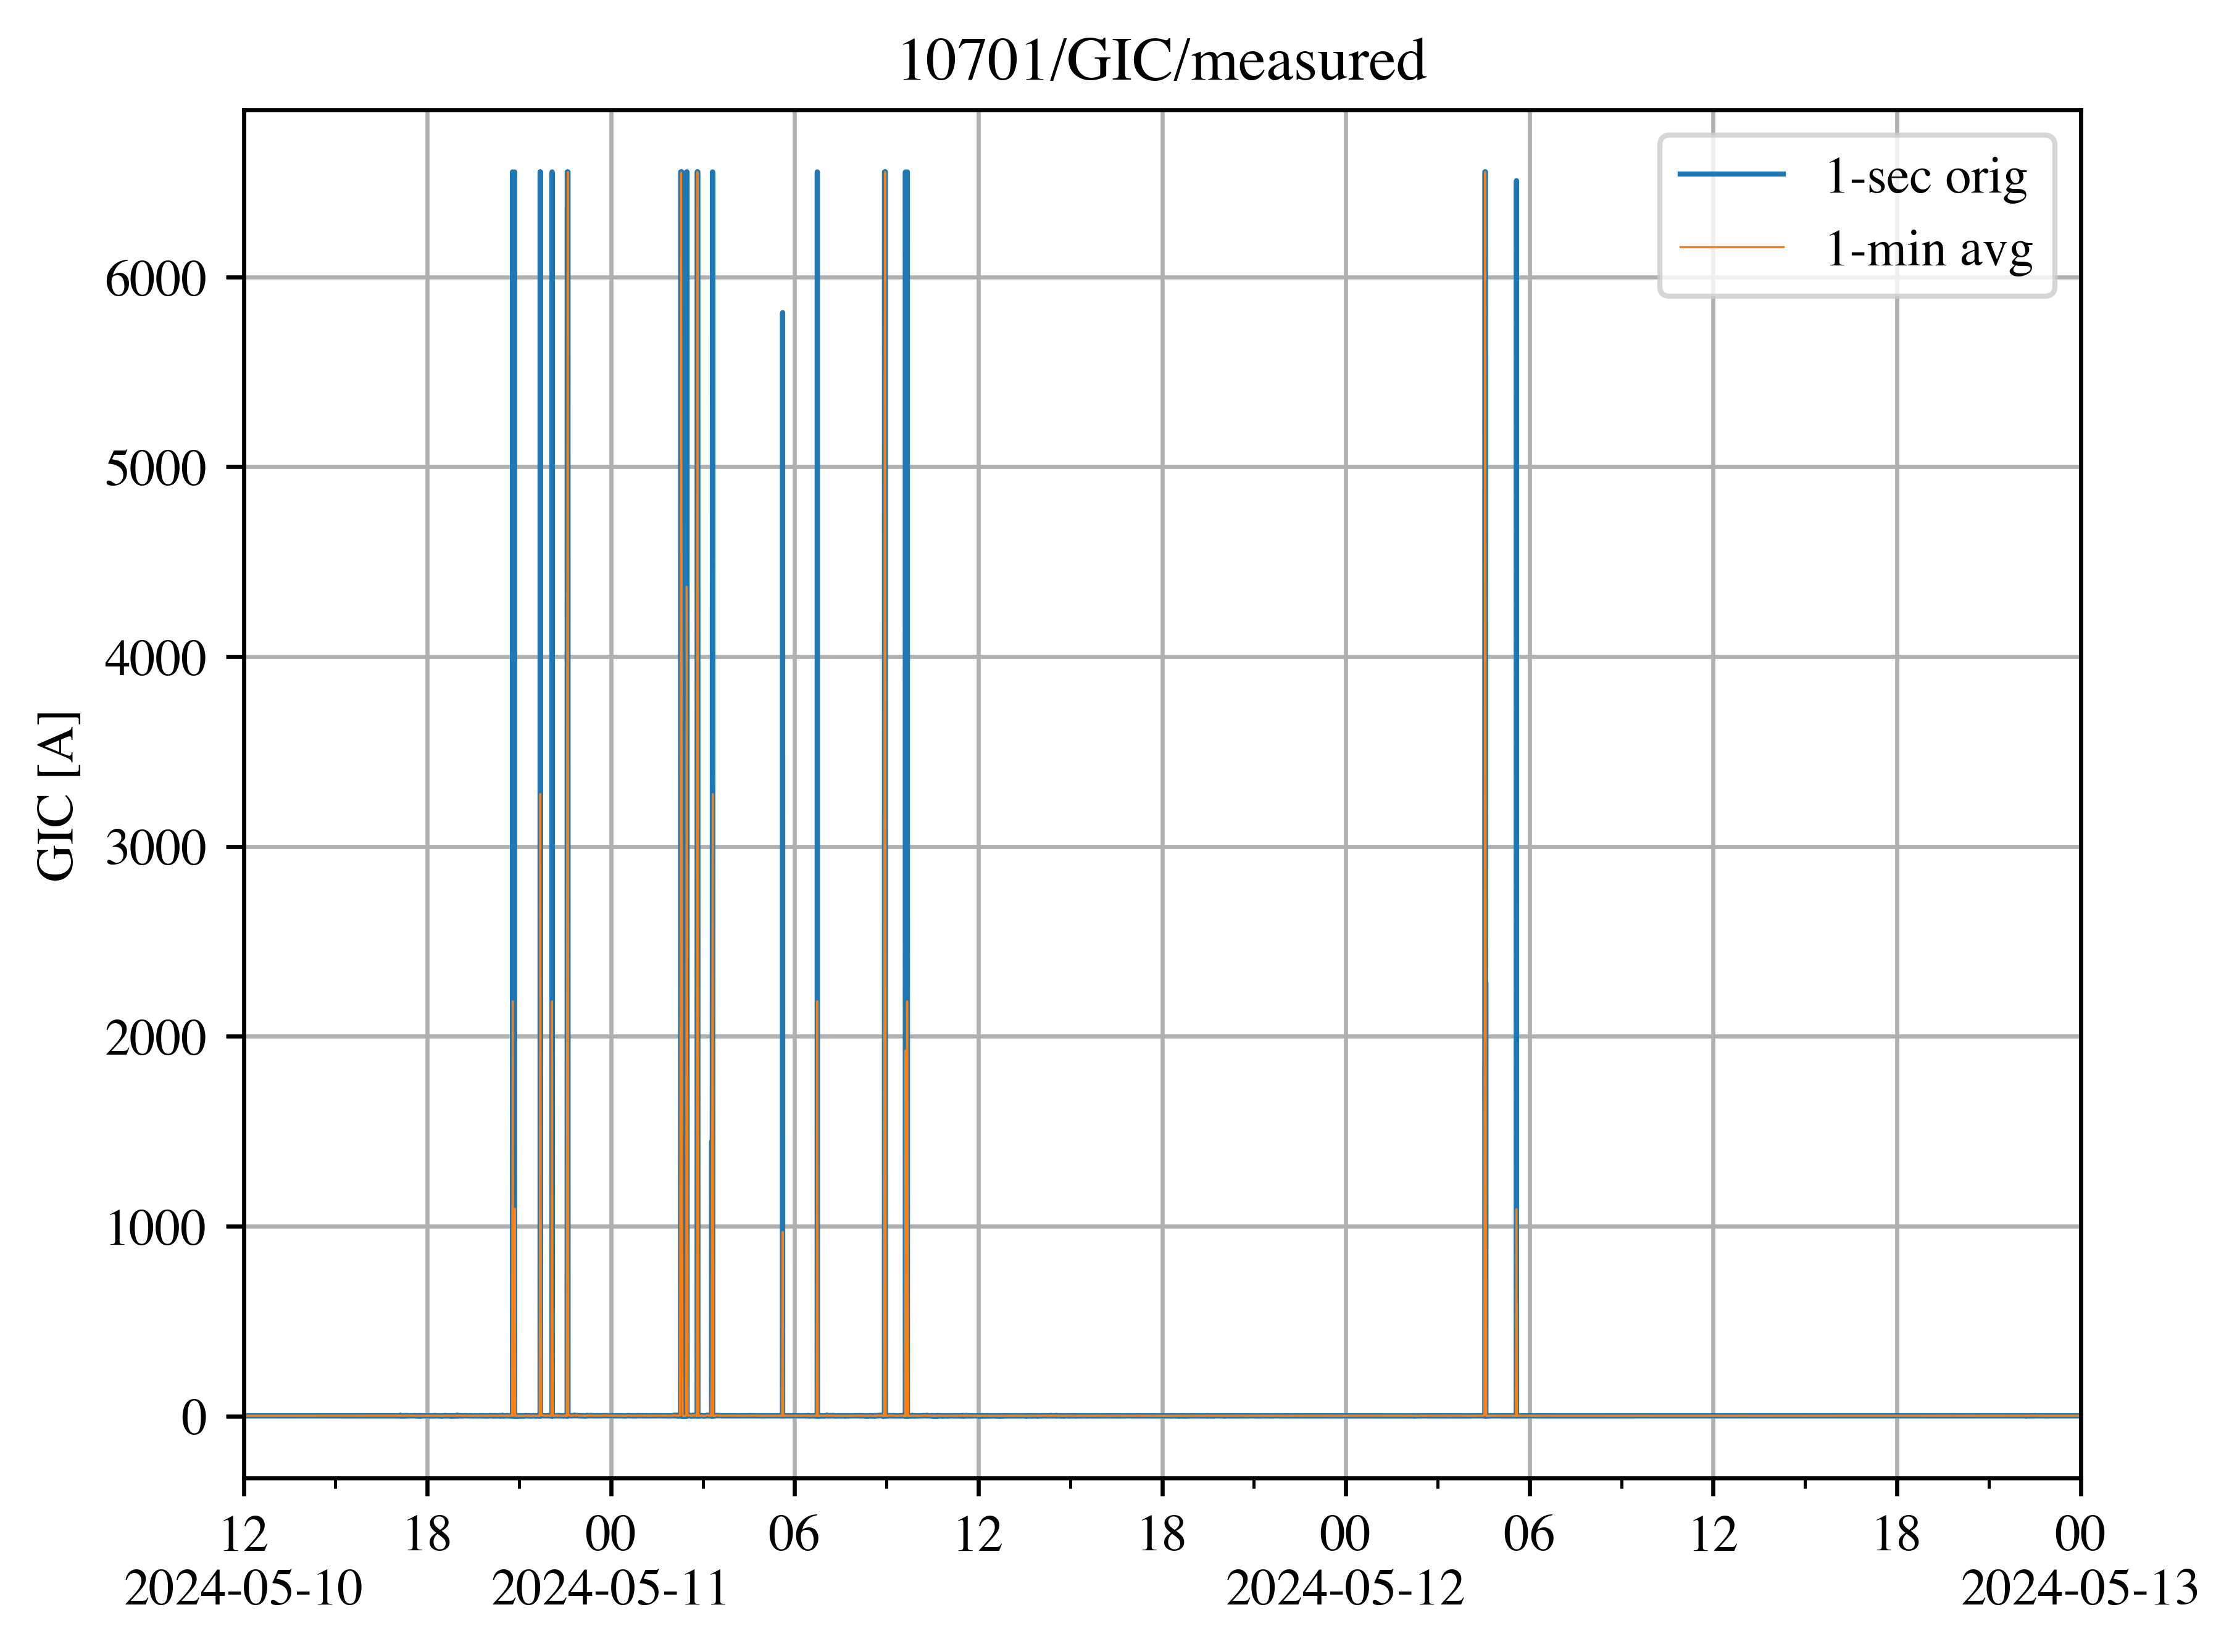 10701/GIC/measured
1-sec orig
1-min avg
6000
5000
4000
3000
2000
1000
0
GIC [A]
12 18 00 06 12 18 00 06 12 18 00
2024-05-10 2024-05-11 2024-05-12 2024-05-13